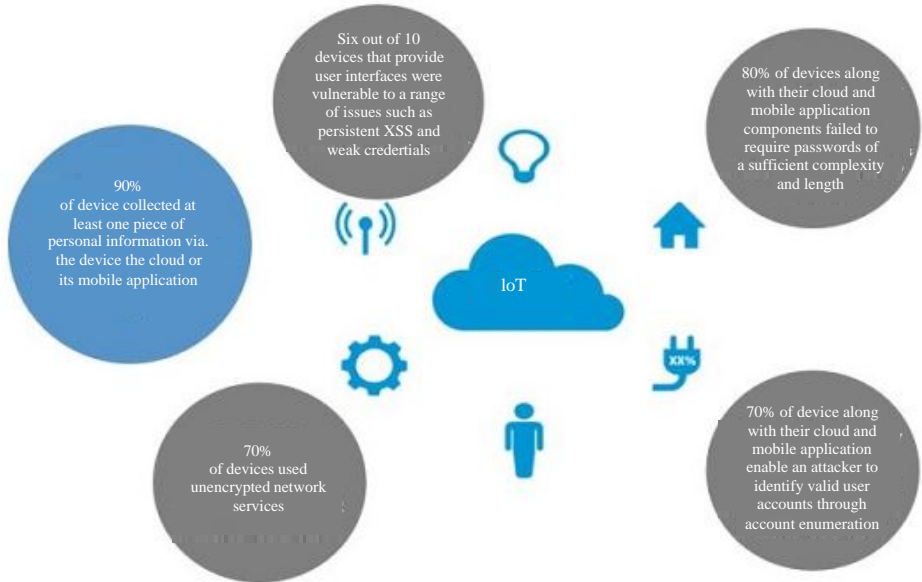 Six out of 10
devices that provide
user interfaces were
vulnerable to a range
of issues such as
persistent XSS and
weak credertials
80% of devices along
with their cloud and
mobile application
components failed to
require passwords of
a sufficient complexity
and length
90%
of device collected at
least one piece of
personal information via.
the device the cloud or
its mobile application
loT
XX%
70%
of devices used
unencrypted network
services
70% of device along
with their cloud and
mobile application
enable an attacker to
identify valid user
accounts through
account enumeration